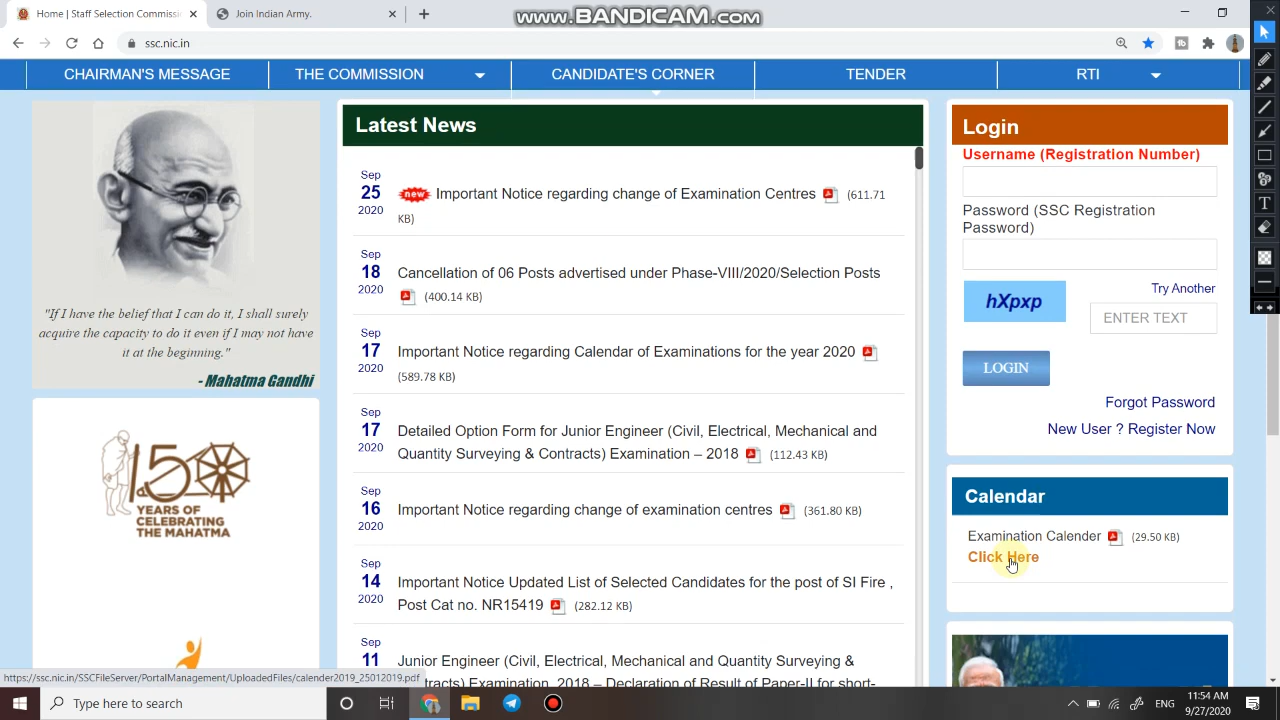 www.BANDICAM.com
Home | Staff Selection Commissi
Join Indian Army.
ssc.nic.in
CHAIRMAN'S MESSAGE
THE COMMISSION
CANDIDATE'S CORNER
TENDER
RTI
"If I have the belief that I can do it, I shall surely
acquire the capacity to do it even if I may not have
it at the beginning."
- Mahatma Gandhi
150
YEARS OF
CELEBRATING
THE MAHATMA
Latest News
Sep
25
2020
new Important Notice regarding change of Examination Centres (611.71
KB)
Sep
18
2020
Cancellation of 06 Posts advertised under Phase-VIII/2020/Selection Posts
(400.14 KB)
Sep
17
2020
Important Notice regarding Calendar of Examinations for the year 2020
(589.78 KB)
Sep
17
2020
Detailed Option Form for Junior Engineer (Civil, Electrical, Mechanical and
Quantity Surveying & Contracts) Examination – 2018 (112.43 KB)
Sep
16
2020
Important Notice regarding change of examination centres (361.80 KB)
Sep
14
2020
Important Notice Updated List of Selected Candidates for the post of SI Fire ,
Post Cat no. NR15419 (282.12 KB)
Sep
11
Junior Engineer (Civil, Electrical, Mechanical and Quantity Surveying &
tracts) Examination, 2018 – Declaration of Result of Paper-II for short-
Login
Username (Registration Number)
Password (SSC Registration
Password)
hXpxp
Try Another
ENTER TEXT
LOGIN
Forgot Password
New User ? Register Now
Calendar
Examination Calender (29.50 KB)
Click Here
https://ssc.nic.in/SSCFileServer/PortalManagement/UploadedFiles/calender2019_25012019.pdf
Type here to search
ENG
11:54 AM
9/27/2020